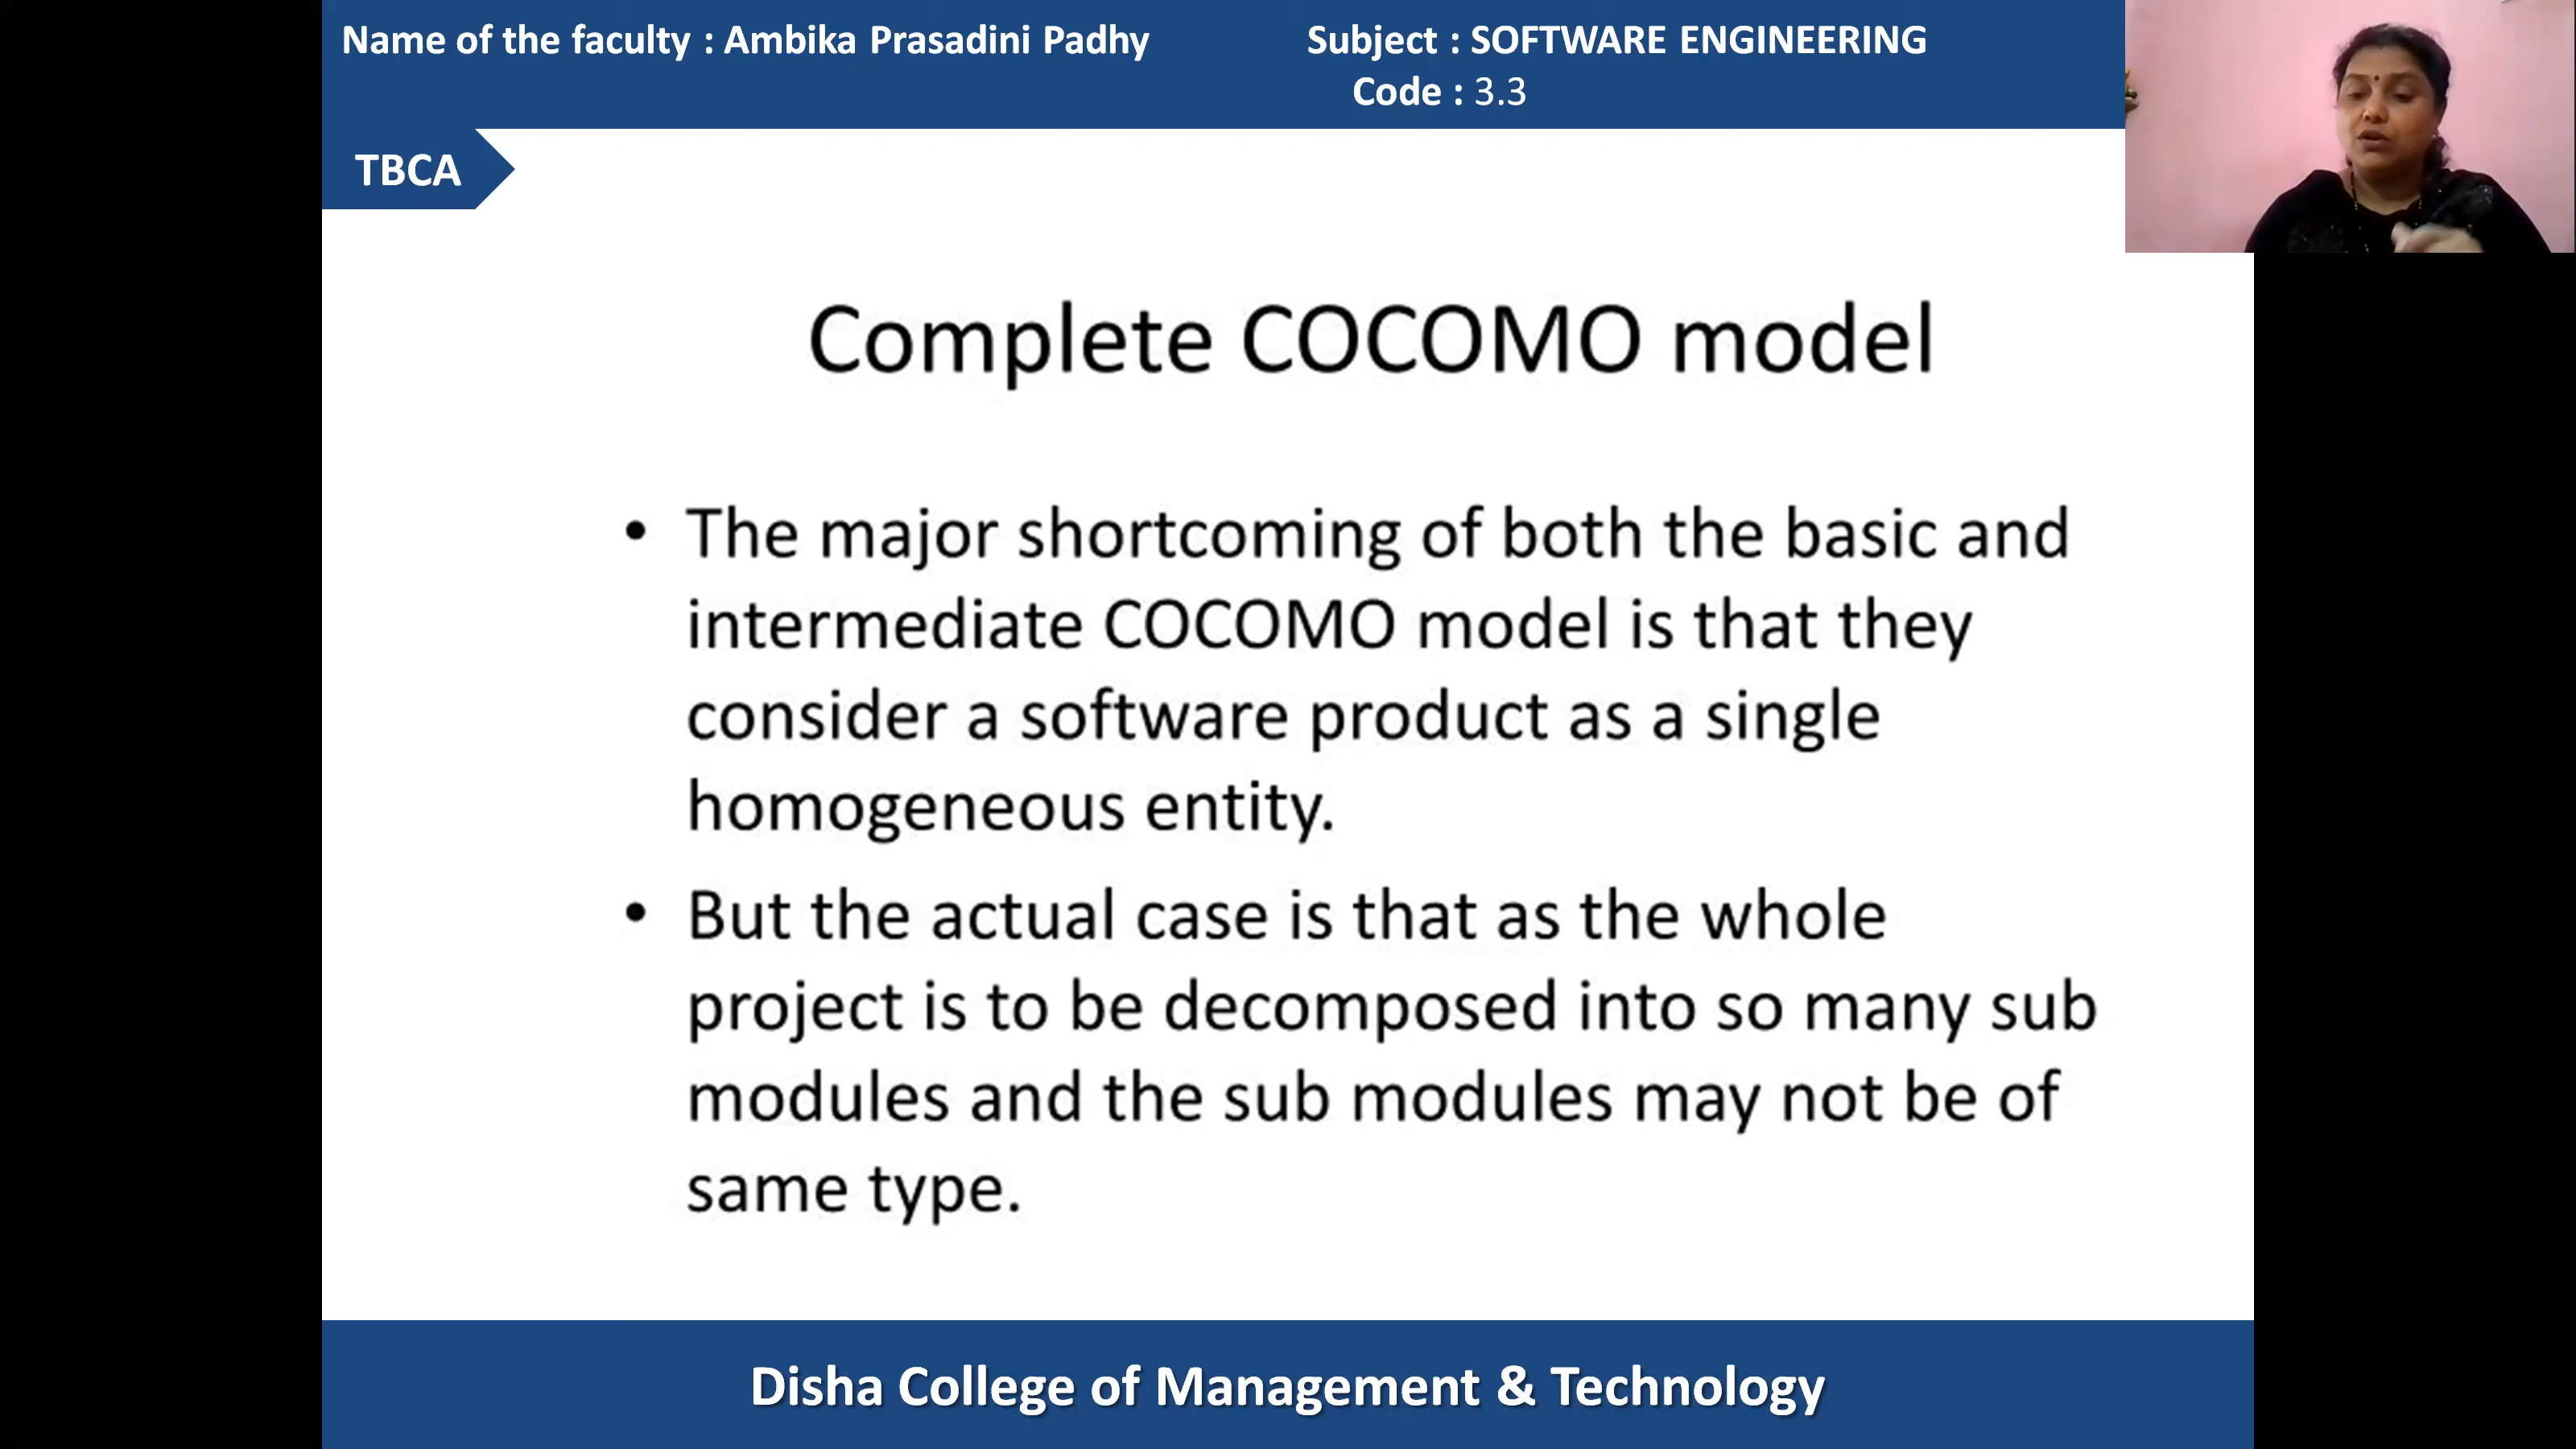 Name of the faculty : Ambika Prasadini Padhy
Subject : SOFTWARE ENGINEERING
Code : 3.3
TBCA
Complete COCOMO model
• The major shortcoming of both the basic and
intermediate COCOMO model is that they
consider a software product as a single
homogeneous entity.
• But the actual case is that as the whole
project is to be decomposed into so many sub
modules and the sub modules may not be of
same type.
Disha College of Management & Technology